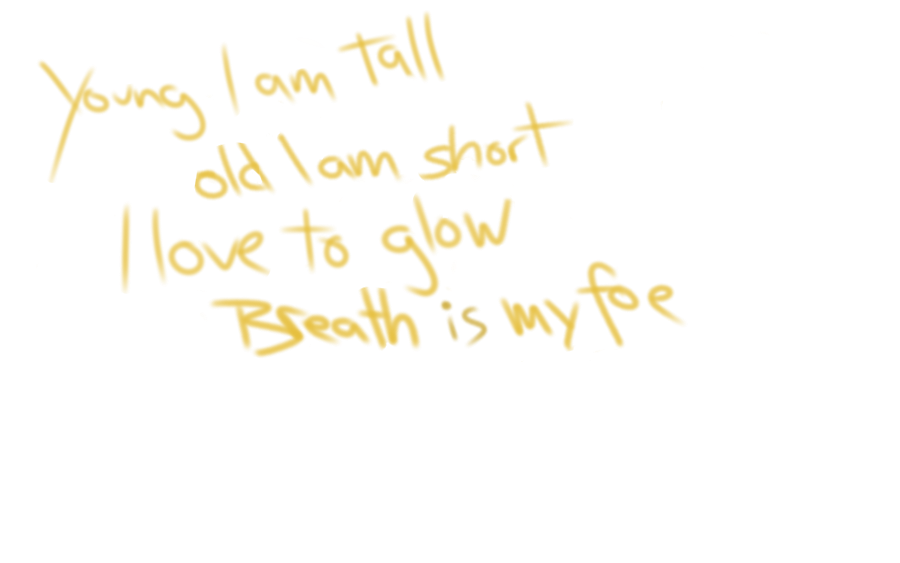 Young I am tall
old I am short
I love to glow
Breath is my foe